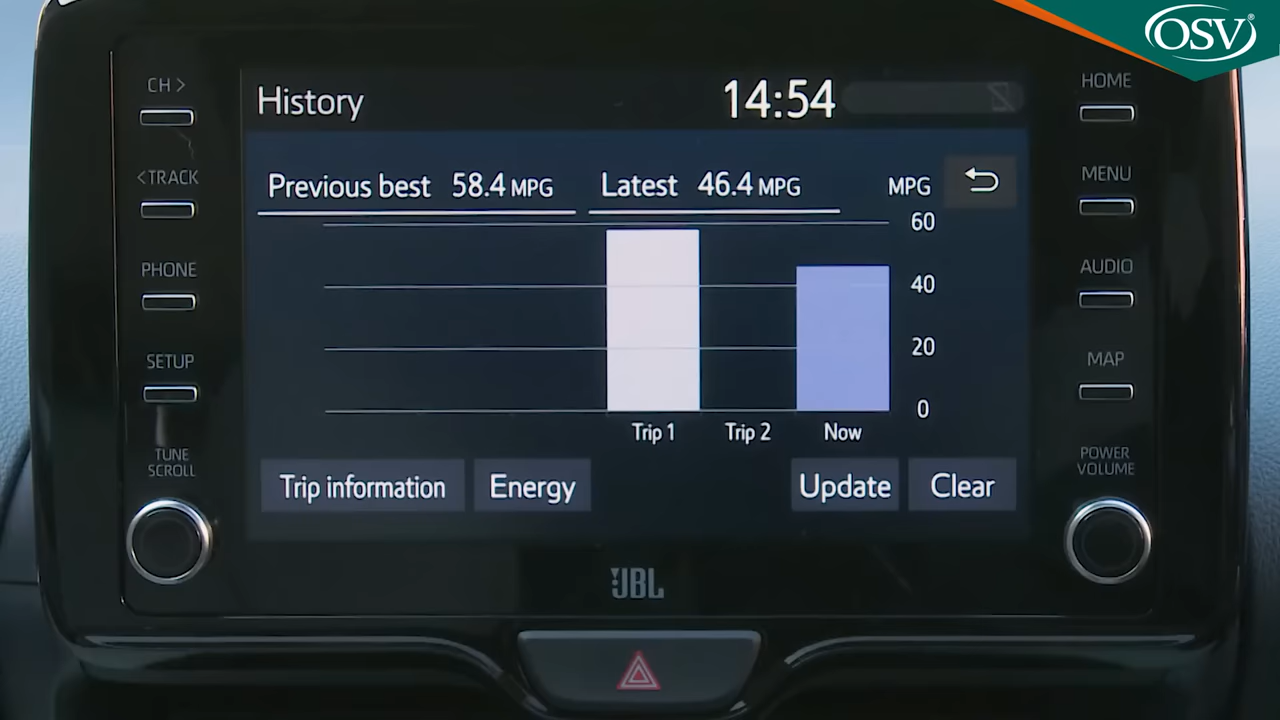 OSV®
CH >
< TRACK
PHONE
SETUP
TUNE
SCROLL
History
14:54
Previous best 58.4 MPG
Latest 46.4 MPG
MPG
60
40
20
0
Trip 1
Trip 2
Now
Trip information
Energy
Update
Clear
HOME
MENU
AUDIO
MAP
POWER
VOLUME
JBL